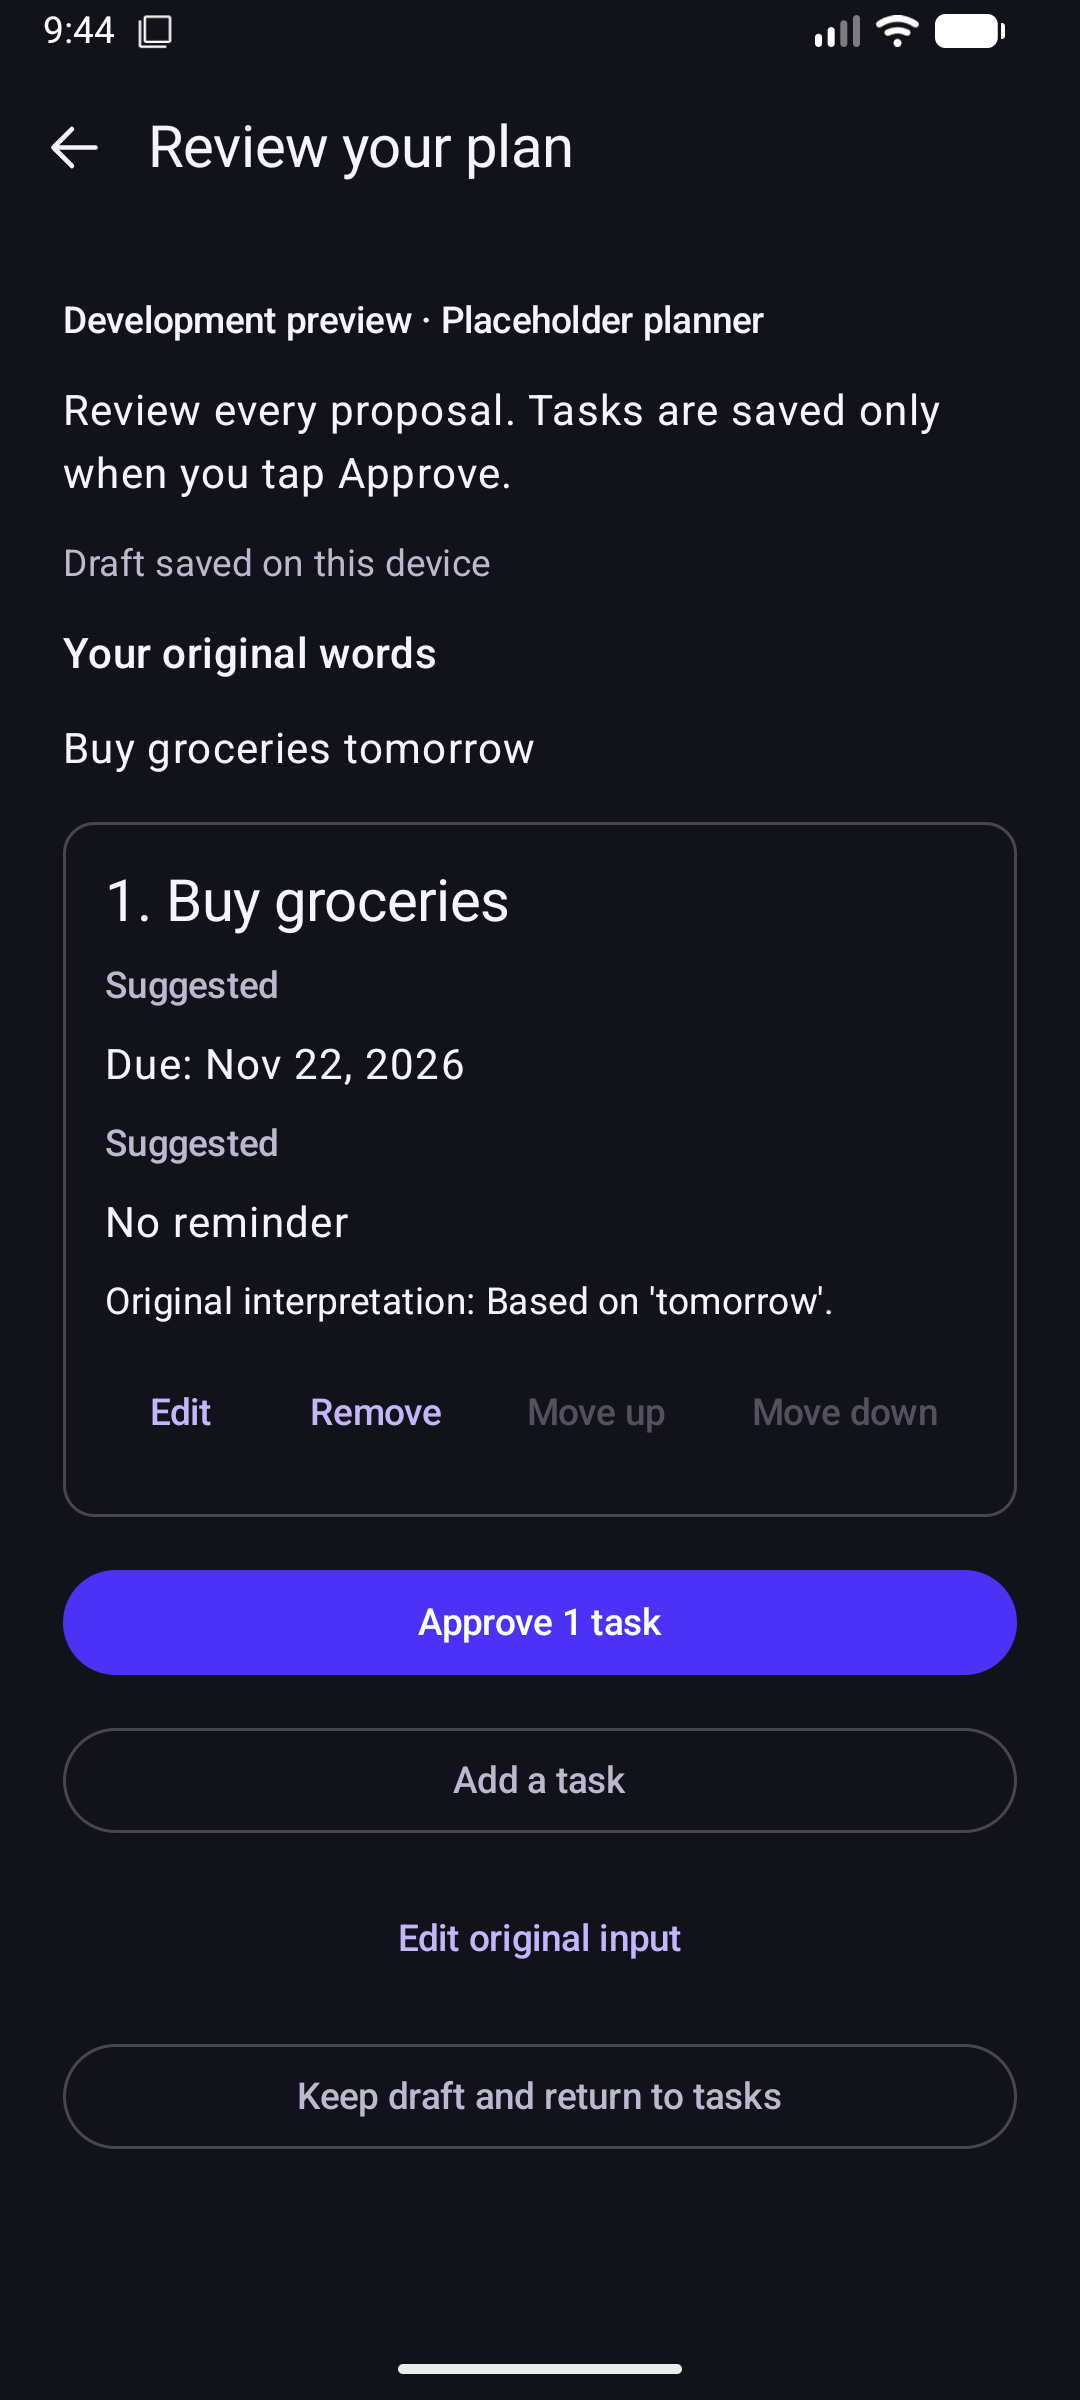 9:44
Review your plan
Development preview · Placeholder planner
Review every proposal. Tasks are saved only
when you tap Approve.
Draft saved on this device
Your original words
Buy groceries tomorrow
1. Buy groceries
Suggested
Due: Nov 22, 2026
Suggested
No reminder
Original interpretation: Based on 'tomorrow'.
Edit Remove Move up Move down
Approve 1 task
Add a task
Edit original input
Keep draft and return to tasks